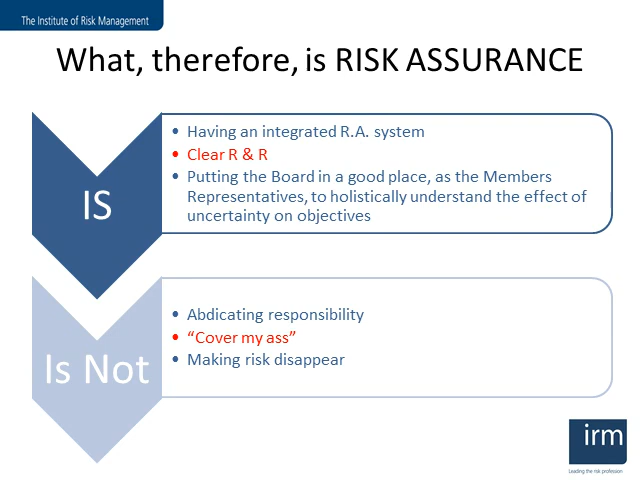 The Institute of Risk Management
What, therefore, is RISK ASSURANCE
IS
• Having an integrated R.A. system
• Clear R & R
• Putting the Board in a good place, as the Members
Representatives, to holistically understand the effect of
uncertainty on objectives
Is Not
• Abdicating responsibility
• “Cover my ass”
• Making risk disappear
irm
Leading the risk profession